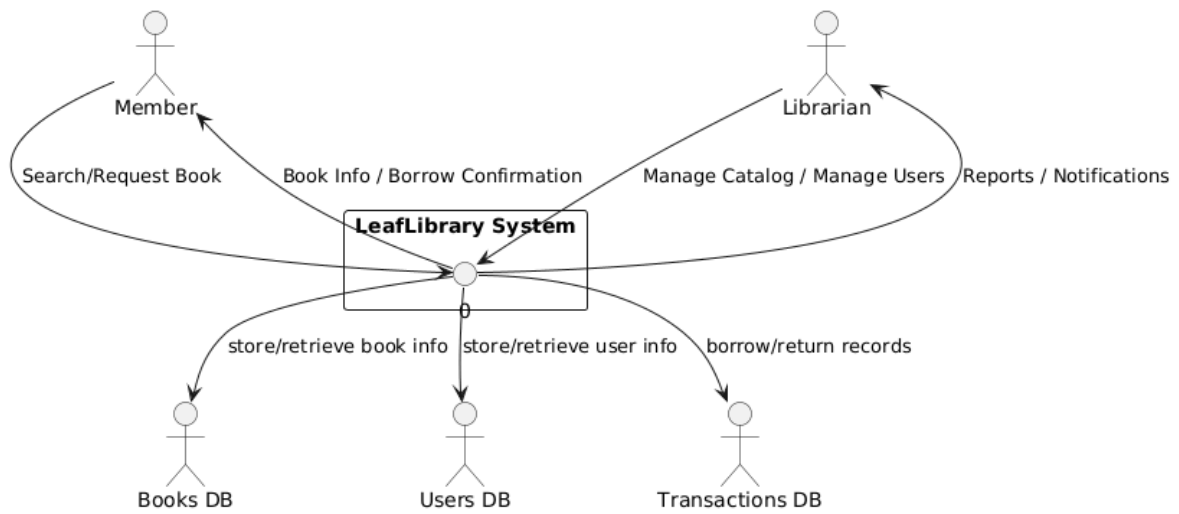 Member
Librarian
Search/Request Book
Book Info / Borrow Confirmation
Manage Catalog / Manage Users
Reports / Notifications
LeafLibrary System
0
store/retrieve book info
store/retrieve user info
borrow/return records
Books DB
Users DB
Transactions DB